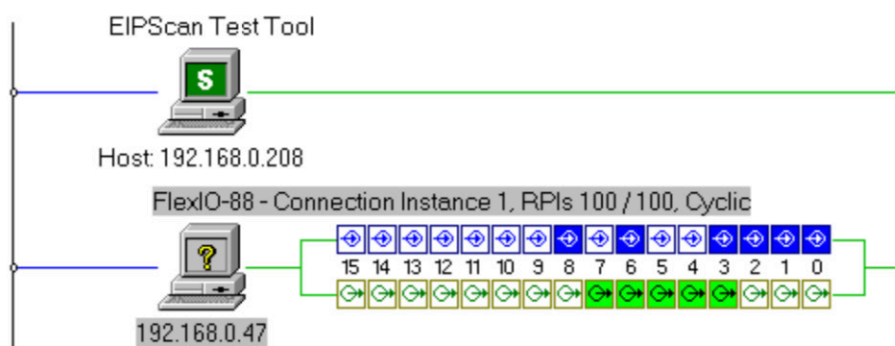 EIPScan Test Tool
S
Host: 192.168.0.208
FlexIO-88 - Connection Instance 1, RPIs 100 / 100, Cyclic
?
15 14 13 12 11 10 9 8 7 6 5 4 3 2 1 0
192.168.0.47